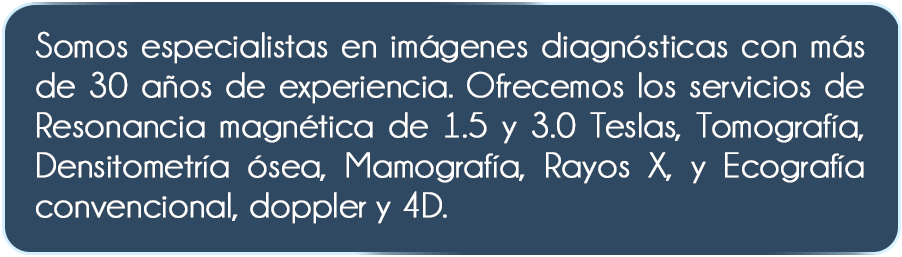 Somos especialistas en imágenes diagnósticas con más
de 30 años de experiencia. Ofrecemos los servicios de
Resonancia magnética de 1.5 y 3.0 Teslas, Tomografía,
Densitometría ósea, Mamografía, Rayos X, y Ecografía
convencional, doppler y 4D.